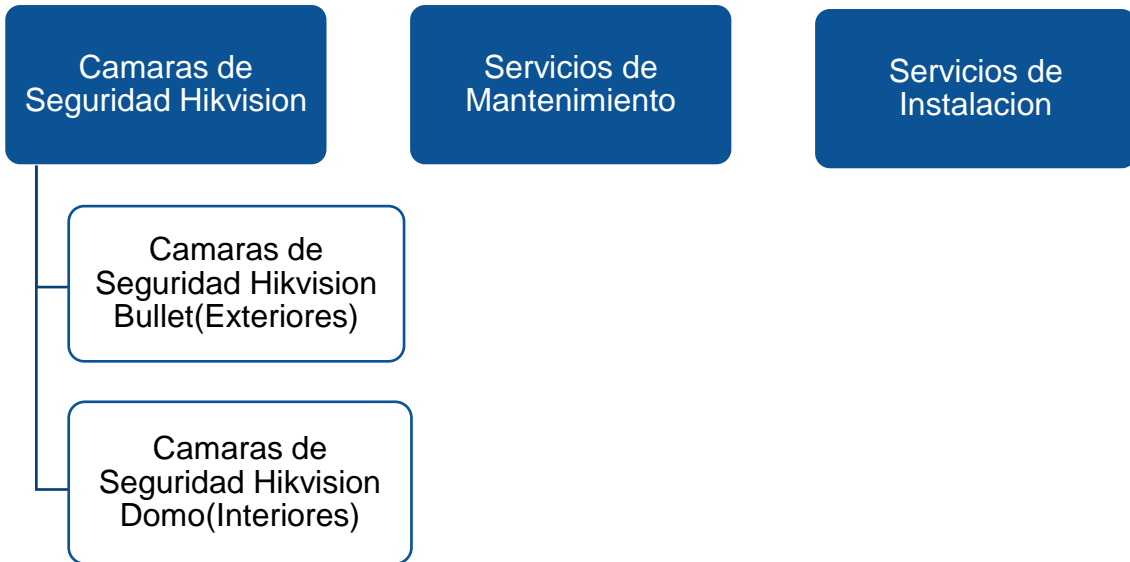 Camaras de
Seguridad Hikvision
Servicios de
Mantenimiento
Servicios de
Instalacion
Camaras de
Seguridad Hikvision
Bullet(Exteriores)
Camaras de
Seguridad Hikvision
Domo(Interiores)